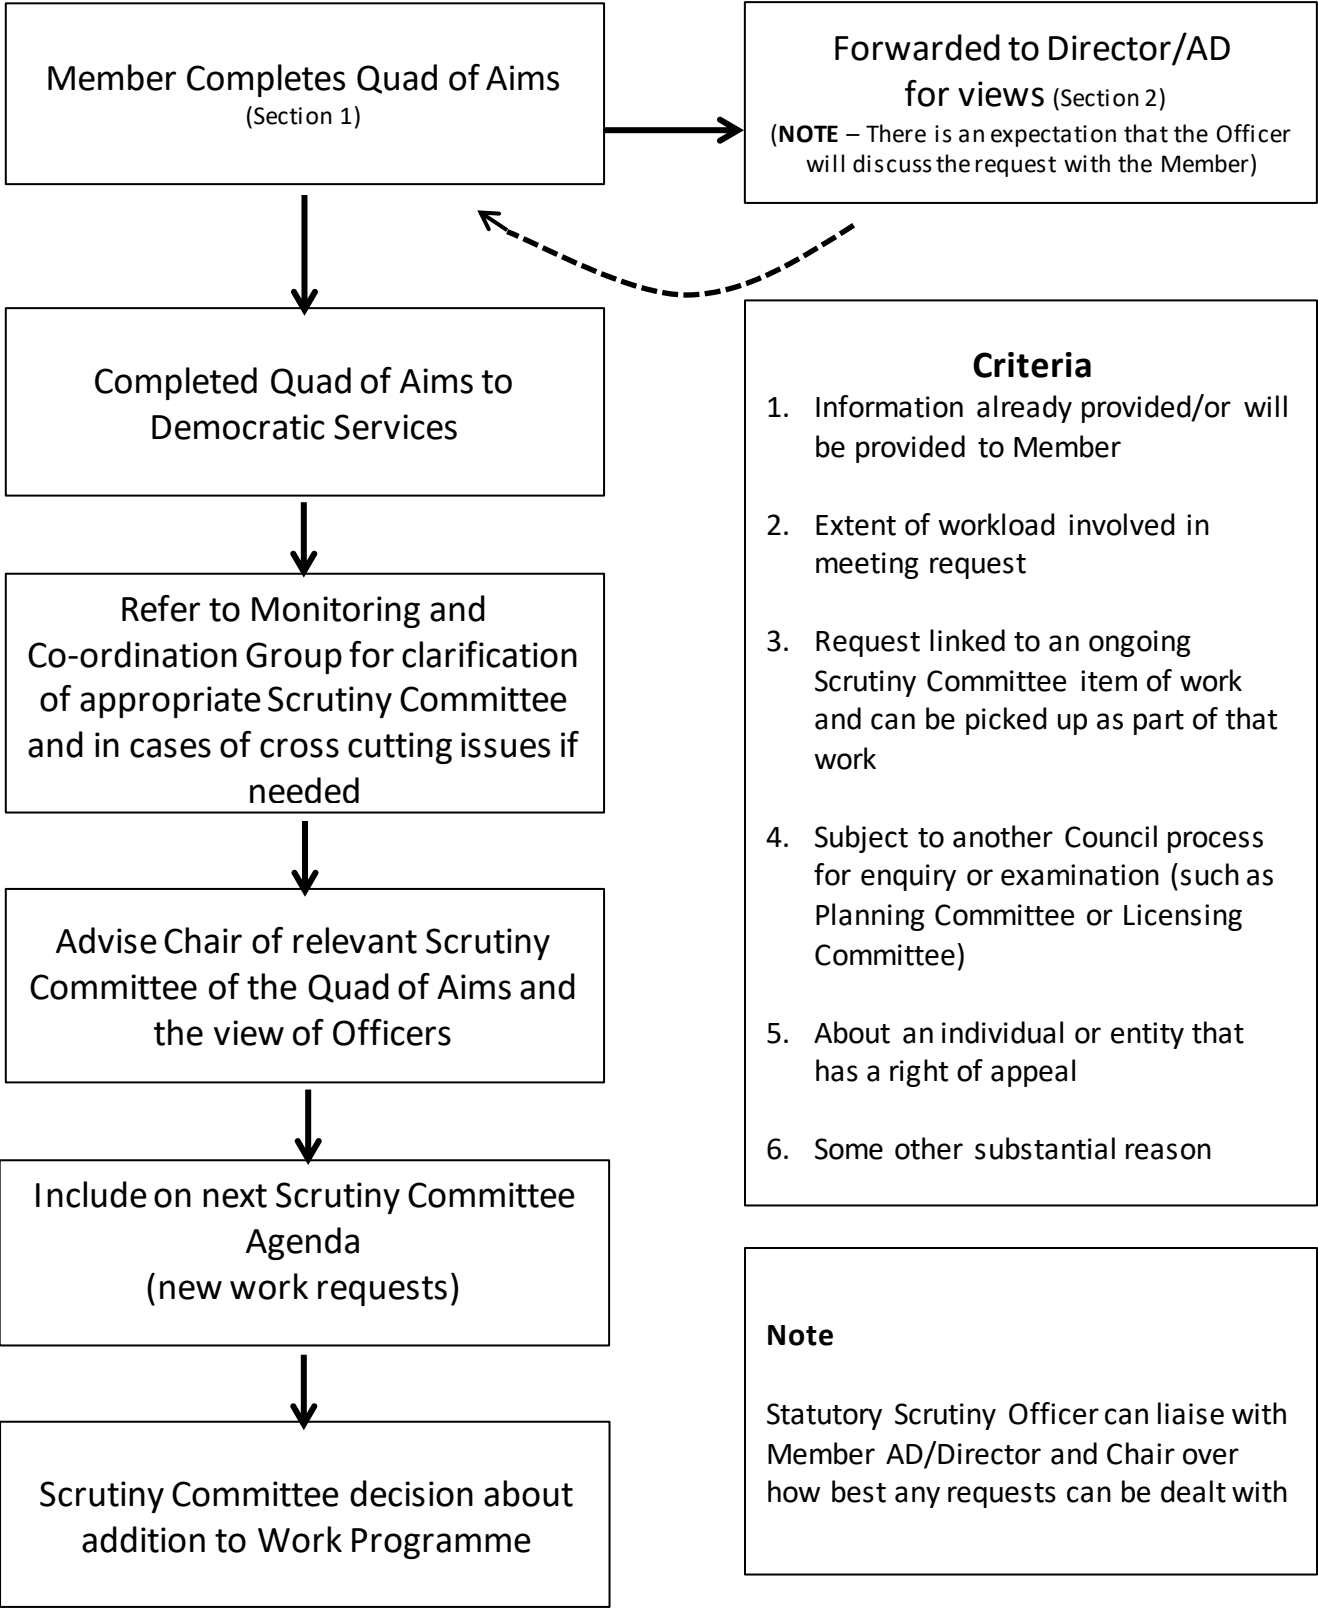 Member Completes Quad of Aims
(Section 1)
Forwarded to Director/AD
for views (Section 2)
(NOTE – There is an expectation that the Officer
will discuss the request with the Member)
Completed Quad of Aims to
Democratic Services
Refer to Monitoring and
Co-ordination Group for clarification
of appropriate Scrutiny Committee
and in cases of cross cutting issues if
needed
Advise Chair of relevant Scrutiny
Committee of the Quad of Aims and
the view of Officers
Include on next Scrutiny Committee
Agenda
(new work requests)
Scrutiny Committee decision about
addition to Work Programme
Criteria
1. Information already provided/or will
be provided to Member
2. Extent of workload involved in
meeting request
3. Request linked to an ongoing
Scrutiny Committee item of work
and can be picked up as part of that
work
4. Subject to another Council process
for enquiry or examination (such as
Planning Committee or Licensing
Committee)
5. About an individual or entity that
has a right of appeal
6. Some other substantial reason
Note
Statutory Scrutiny Officer can liaise with
Member AD/Director and Chair over
how best any requests can be dealt with